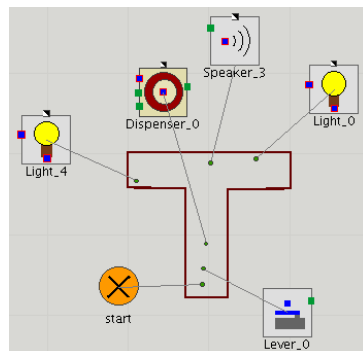 Speaker_3
Dispenser_0
Light_0
Light_4
start
Lever_0